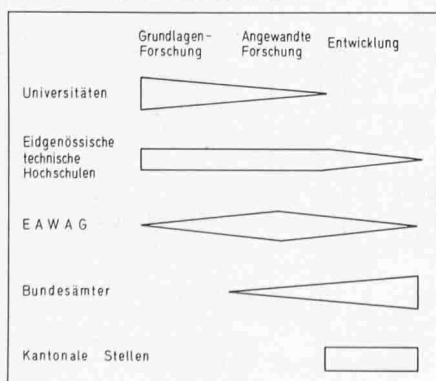 Grundlagen-
Forschung
Angewandte
Forschung
Entwicklung
Universitäten
Eidgenössische
technische
Hochschulen
EAWAG
Bundesämter
Kantonale Stellen